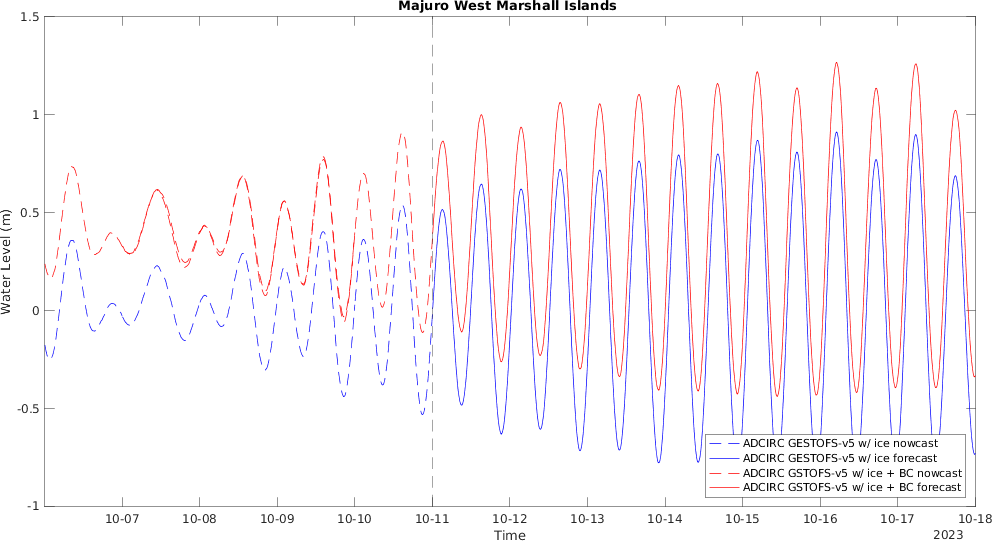 Majuro West Marshall Islands
1.5
1
0.5
0
-0.5
-1
Water Level (m)
ADCIRC GESTOFS-v5 w/ ice nowcast
ADCIRC GESTOFS-v5 w/ ice forecast
ADCIRC GSTOFS-v5 w/ ice + BC nowcast
ADCIRC GSTOFS-v5 w/ ice + BC forecast
10-07 10-08 10-09 10-10 10-11 10-12 10-13 10-14 10-15 10-16 10-17 10-18
Time
2023